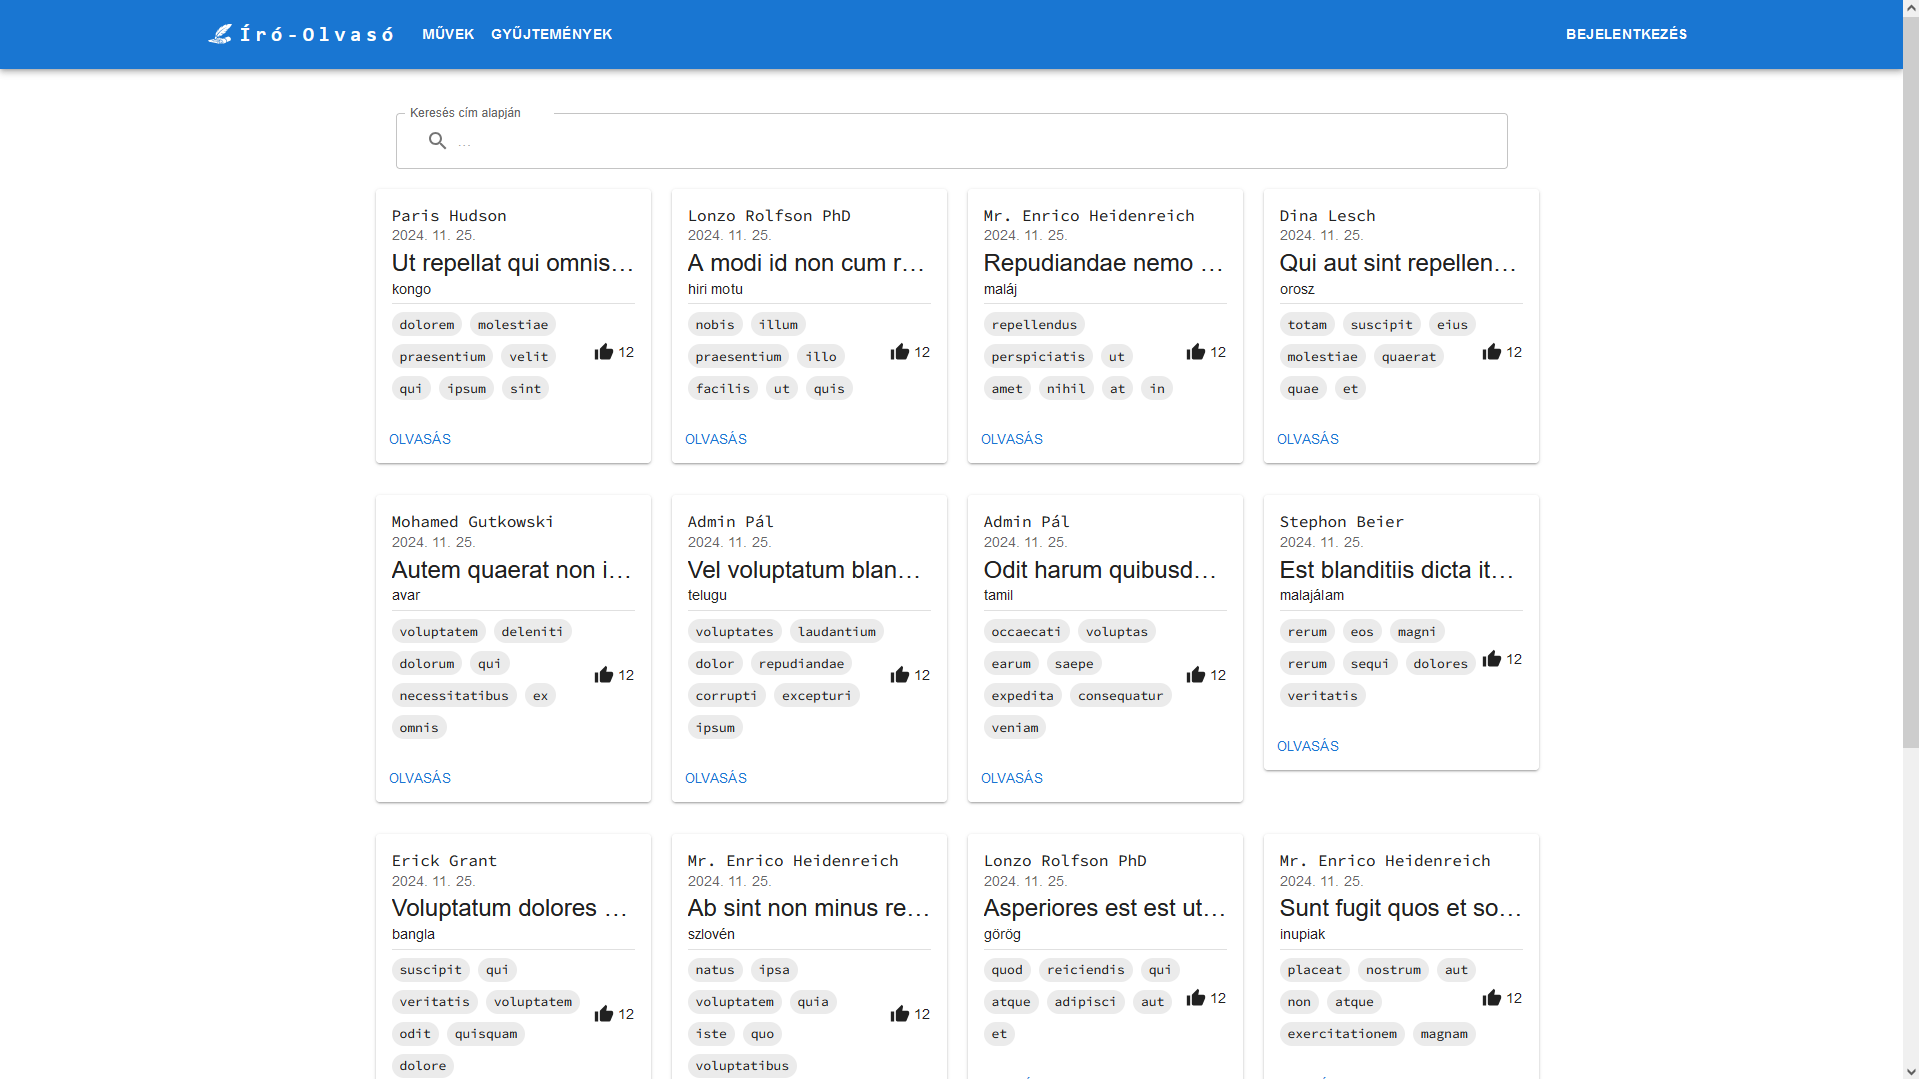 Író-Olvasó MŰVEK GYŰJTEMÉNYEK BEJELENTKEZÉS
Keresés cím alapján
...
Paris Hudson
2024. 11. 25.
Ut repellat qui omnis…
kongo
dolorem molestiae
praesentium velit
qui ipsum sint
12
OLVASÁS
Lonzo Rolfson PhD
2024. 11. 25.
A modi id non cum r…
hiri motu
nobis illum
praesentium illo
facilis ut quis
12
OLVASÁS
Mr. Enrico Heidenreich
2024. 11. 25.
Repudiandae nemo …
maláj
repellendus
perspiciatis ut
amet nihil at in
12
OLVASÁS
Dina Lesch
2024. 11. 25.
Qui aut sint repellen…
orosz
totam suscipit eius
molestiae quaerat
quae et
12
OLVASÁS
Mohamed Gutkowski
2024. 11. 25.
Autem quaerat non i…
avar
voluptatem deleniti
dolorum qui
necessitatibus ex
omnis
12
OLVASÁS
Admin Pál
2024. 11. 25.
Vel voluptatum blan…
telugu
voluptates laudantium
dolor repudiandae
corrupti excepturi
ipsum
12
OLVASÁS
Admin Pál
2024. 11. 25.
Odit harum quibusd…
tamil
occaecati voluptas
earum saepe
expedita consequatur
veniam
12
OLVASÁS
Stephon Beier
2024. 11. 25.
Est blanditiis dicta it…
malajálam
rerum eos magni
rerum sequi dolores
veritatis
12
OLVASÁS
Erick Grant
2024. 11. 25.
Voluptatum dolores …
bangla
suscipit qui
veritatis voluptatem
odit quisquam
dolore
12
Mr. Enrico Heidenreich
2024. 11. 25.
Ab sint non minus re…
szlovén
natus ipsa
voluptatem quia
iste quo
voluptatibus
12
Lonzo Rolfson PhD
2024. 11. 25.
Asperiores est est ut…
görög
quod reiciendis qui
atque adipisci aut
et
12
Mr. Enrico Heidenreich
2024. 11. 25.
Sunt fugit quos et so…
inupiak
placeat nostrum aut
non atque
exercitationem magnam
12